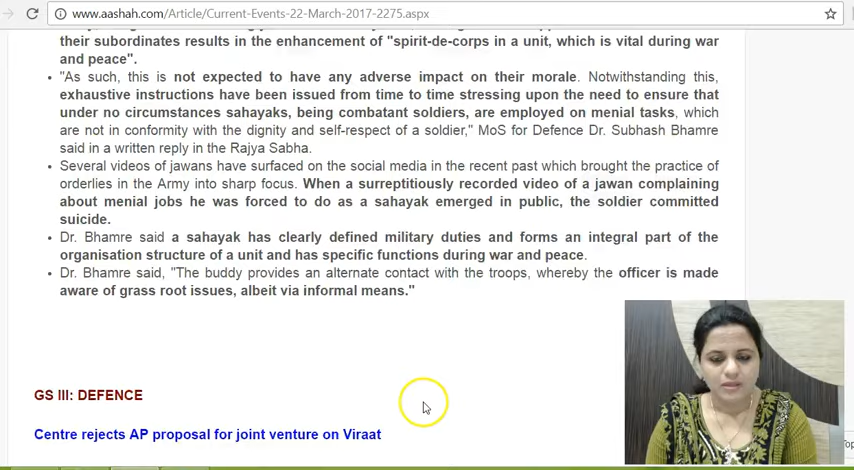 www.aashah.com/Article/Current-Events-22-March-2017-2275.aspx
their subordinates results in the enhancement of "spirit-de-corps in a unit, which is vital during war
and peace".
"As such, this is not expected to have any adverse impact on their morale. Notwithstanding this,
exhaustive instructions have been issued from time to time stressing upon the need to ensure that
under no circumstances sahayaks, being combatant soldiers, are employed on menial tasks, which
are not in conformity with the dignity and self-respect of a soldier," MoS for Defence Dr. Subhash Bhamre
said in a written reply in the Rajya Sabha.
Several videos of jawans have surfaced on the social media in the recent past which brought the practice of
orderlies in the Army into sharp focus. When a surreptitiously recorded video of a jawan complaining
about menial jobs he was forced to do as a sahayak emerged in public, the soldier committed
suicide.
Dr. Bhamre said a sahayak has clearly defined military duties and forms an integral part of the
organisation structure of a unit and has specific functions during war and peace.
Dr. Bhamre said, "The buddy provides an alternate contact with the troops, whereby the officer is made
aware of grass root issues, albeit via informal means."
GS III: DEFENCE
Centre rejects AP proposal for joint venture on Viraat
Top